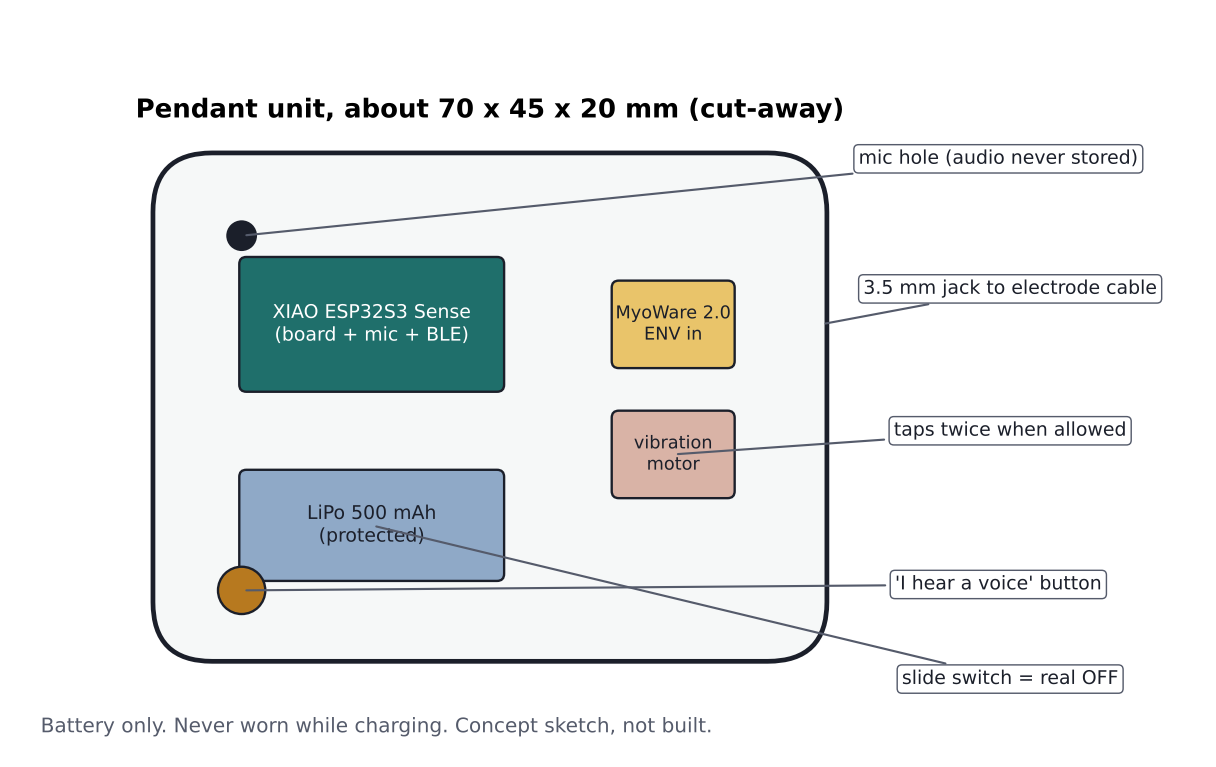 Pendant unit, about 70 x 45 x 20 mm (cut-away)
mic hole (audio never stored)
3.5 mm jack to electrode cable
XIAO ESP32S3 Sense
(board + mic + BLE)
MyoWare 2.0
ENV in
taps twice when allowed
vibration
motor
LiPo 500 mAh
(protected)
'I hear a voice' button
slide switch = real OFF
Battery only. Never worn while charging. Concept sketch, not built.